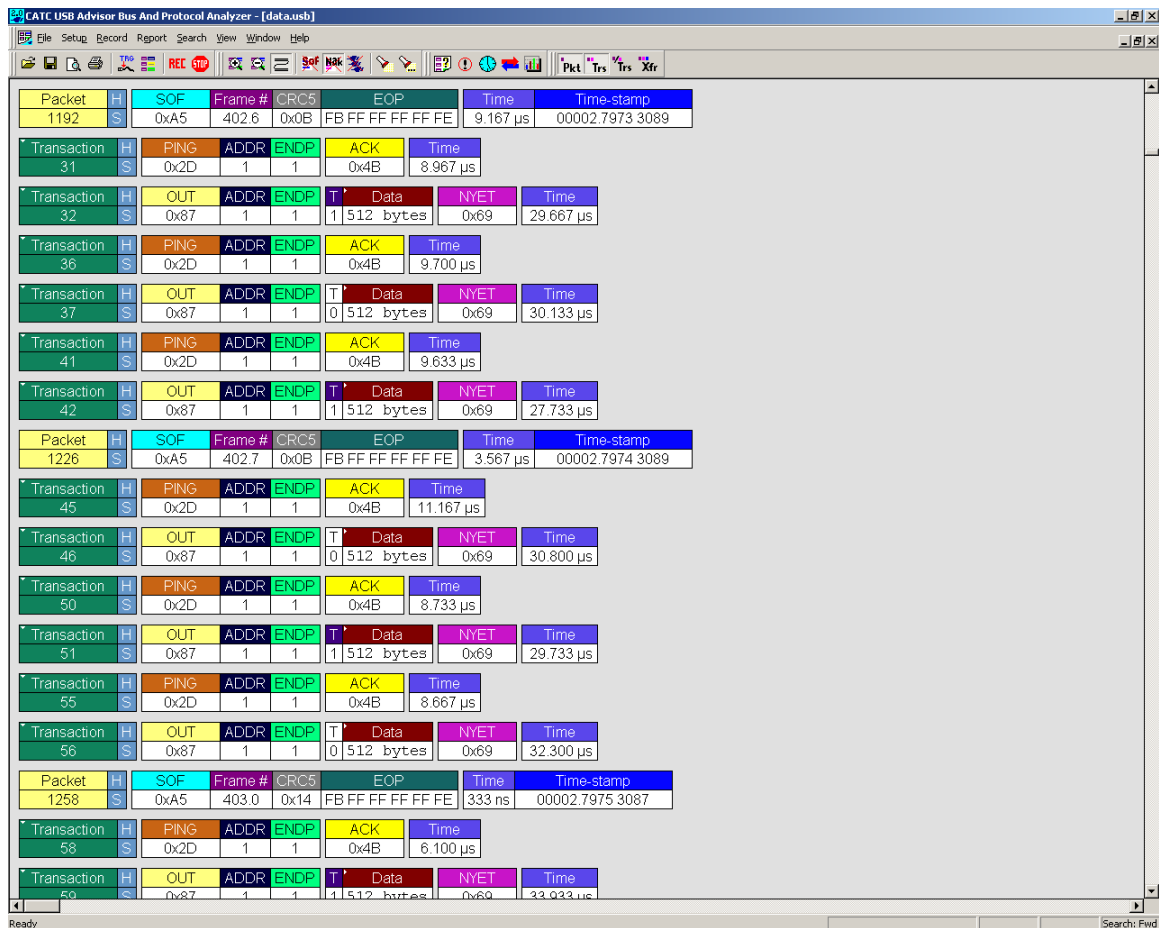 CATC USB Advisor Bus And Protocol Analyzer - [data.usb]
File Setup Record Report Search View Window Help
TRG REC STOP Sof Nak Pkt Trs Trs Xfr
Packet H SOF Frame # CRC5 EOP Time Time-stamp
1192 S 0xA5 402.6 0x0B FB FF FF FF FF FE 9.167 µs 00002.7973 3089
Transaction H PING ADDR ENDP ACK Time
31 S 0x2D 1 1 0x4B 8.967 µs
Transaction H OUT ADDR ENDP T Data NYET Time
32 S 0x87 1 1 1 512 bytes 0x69 29.667 µs
Transaction H PING ADDR ENDP ACK Time
36 S 0x2D 1 1 0x4B 9.700 µs
Transaction H OUT ADDR ENDP T Data NYET Time
37 S 0x87 1 1 0 512 bytes 0x69 30.133 µs
Transaction H PING ADDR ENDP ACK Time
41 S 0x2D 1 1 0x4B 9.633 µs
Transaction H OUT ADDR ENDP T Data NYET Time
42 S 0x87 1 1 1 512 bytes 0x69 27.733 µs
Packet H SOF Frame # CRC5 EOP Time Time-stamp
1226 S 0xA5 402.7 0x0B FB FF FF FF FF FE 3.567 µs 00002.7974 3089
Transaction H PING ADDR ENDP ACK Time
45 S 0x2D 1 1 0x4B 11.167 µs
Transaction H OUT ADDR ENDP T Data NYET Time
46 S 0x87 1 1 0 512 bytes 0x69 30.800 µs
Transaction H PING ADDR ENDP ACK Time
50 S 0x2D 1 1 0x4B 8.733 µs
Transaction H OUT ADDR ENDP T Data NYET Time
51 S 0x87 1 1 1 512 bytes 0x69 29.733 µs
Transaction H PING ADDR ENDP ACK Time
55 S 0x2D 1 1 0x4B 8.667 µs
Transaction H OUT ADDR ENDP T Data NYET Time
56 S 0x87 1 1 0 512 bytes 0x69 32.300 µs
Packet H SOF Frame # CRC5 EOP Time Time-stamp
1258 S 0xA5 403.0 0x14 FB FF FF FF FF FE 333 ns 00002.7975 3087
Transaction H PING ADDR ENDP ACK Time
58 S 0x2D 1 1 0x4B 6.100 µs
Transaction H OUT ADDR ENDP T Data NYET Time
59 S 0x87 1 1 1 512 bytes 0x69 33.933 µs
Ready Search: Fwd